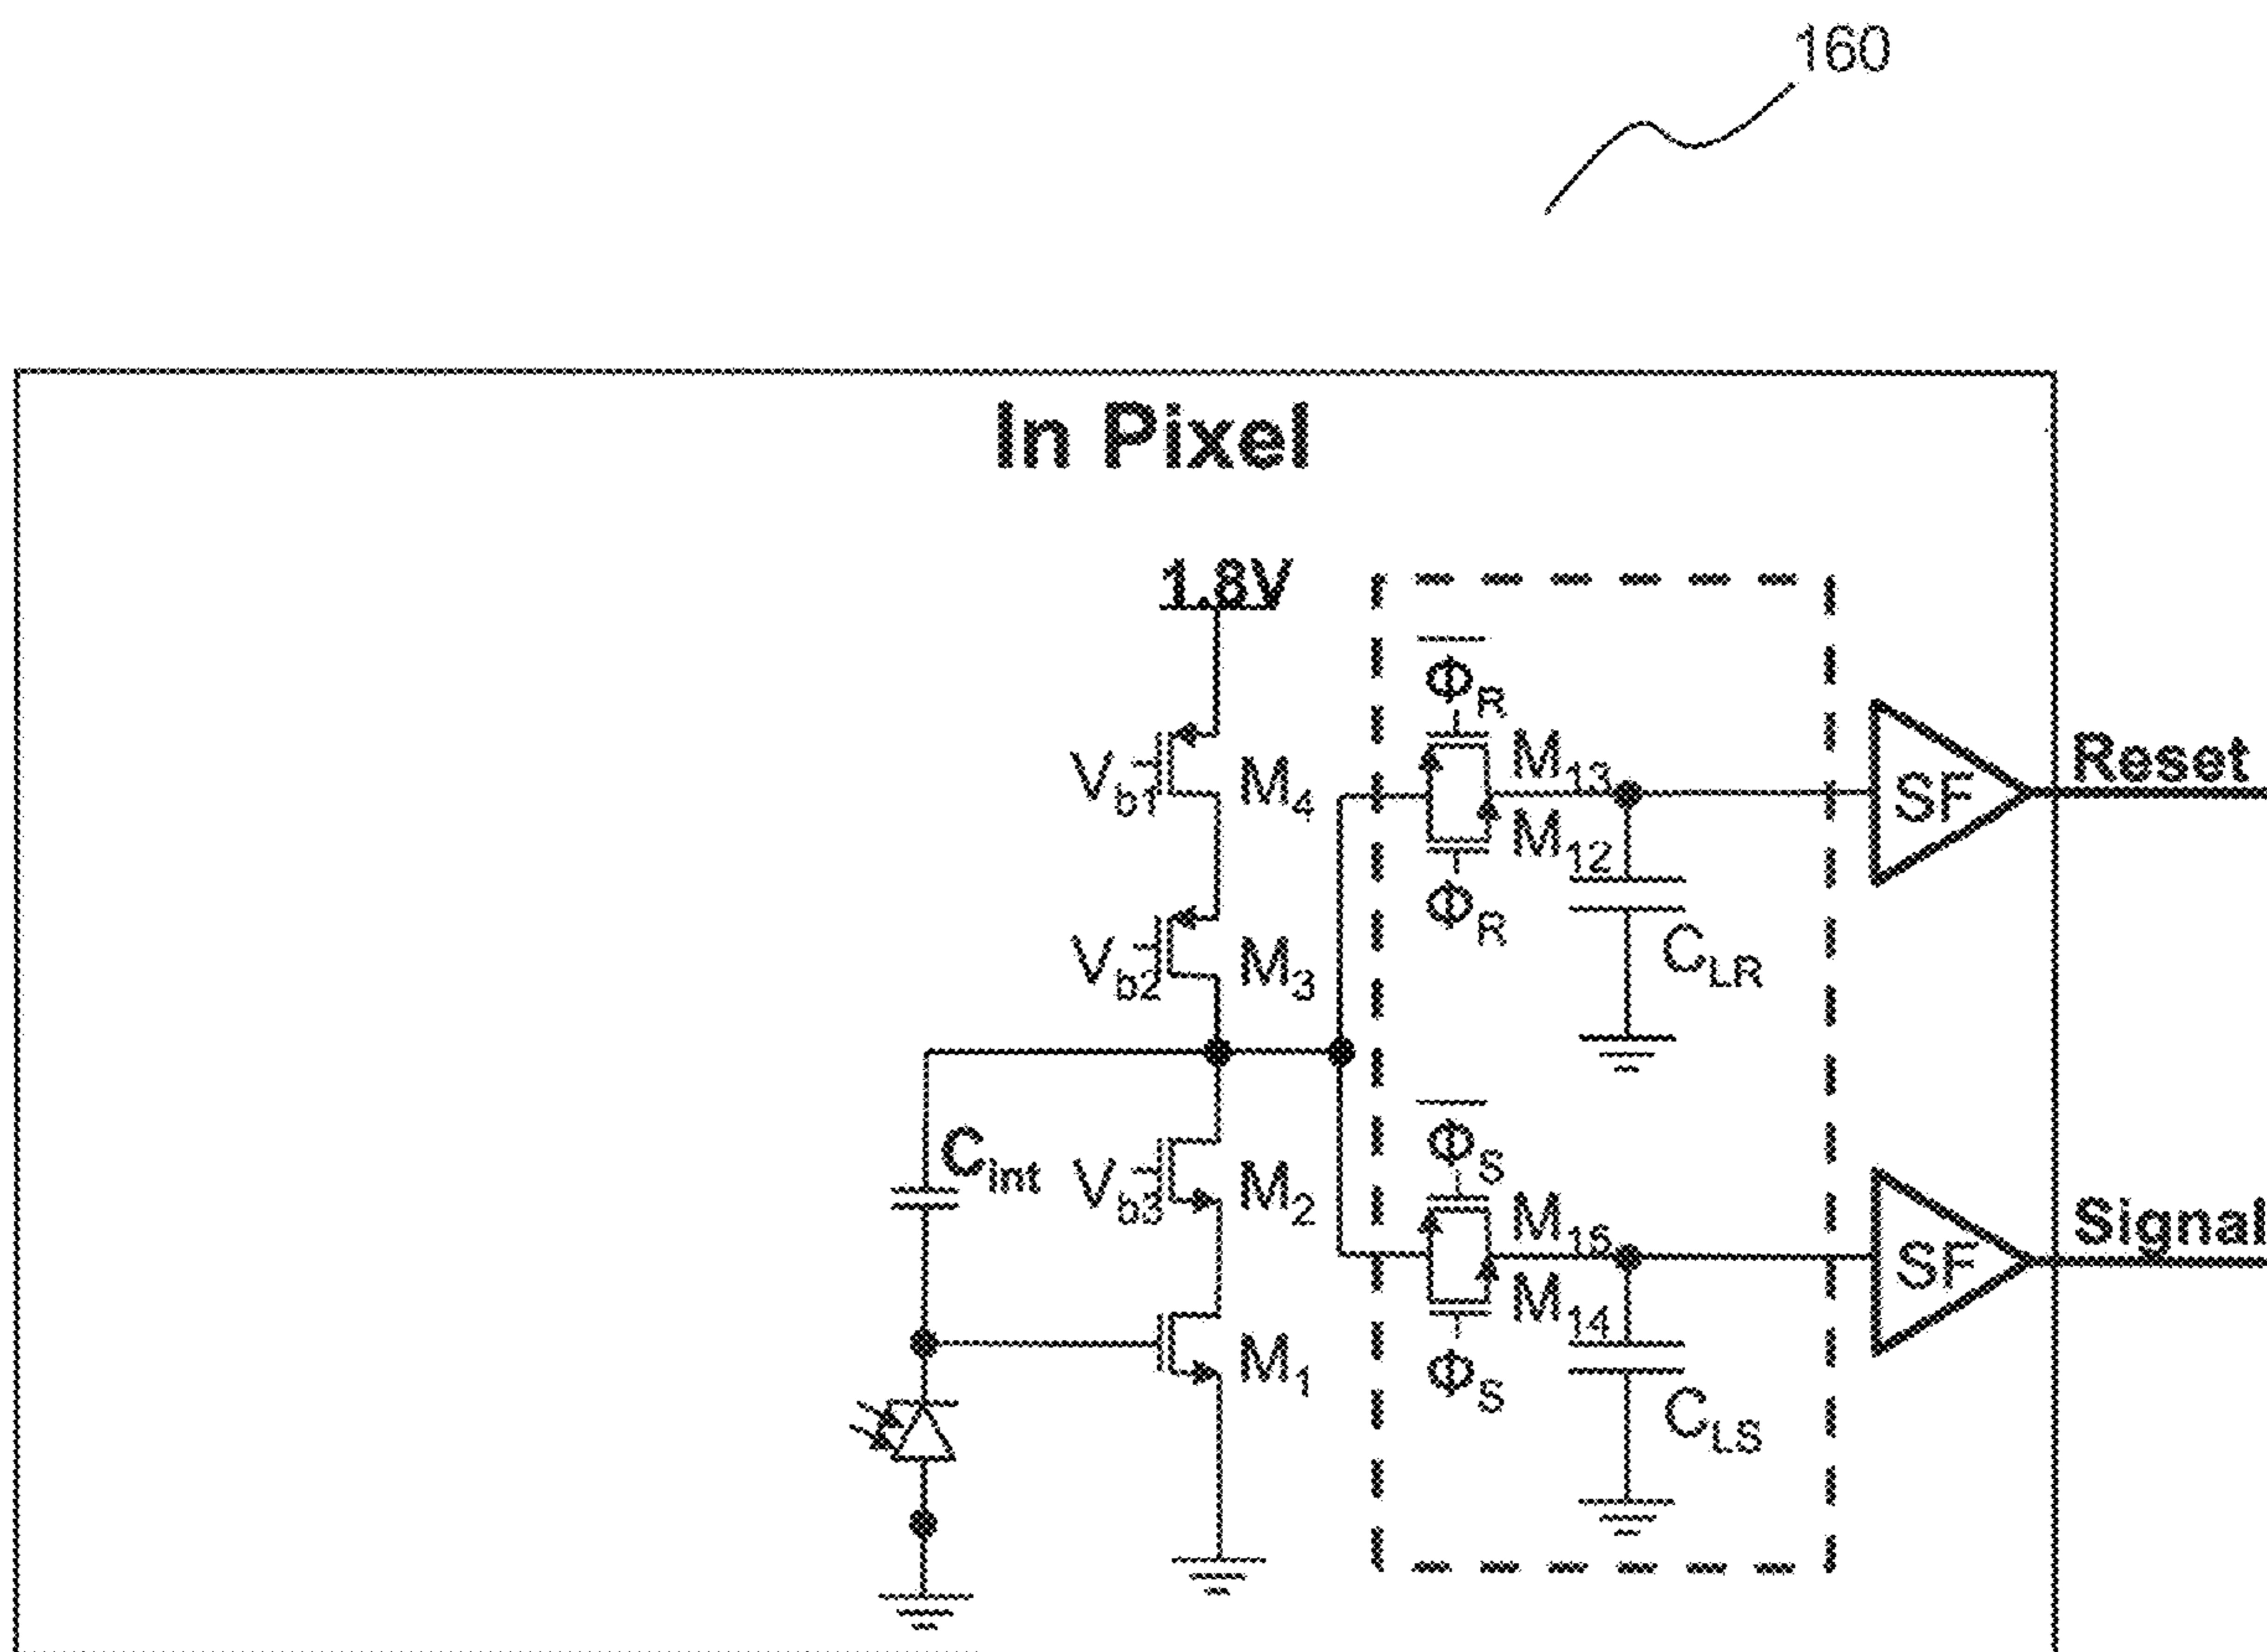 160
In Pixel
1.8V
Φ̅R
Vb1
M4
M13
SF
Reset
M12
ΦR
Vb2
M3
CLR
Cint
Vb3
M2
Φ̅S
M15
SF
Signal
M14
ΦS
M1
CLS